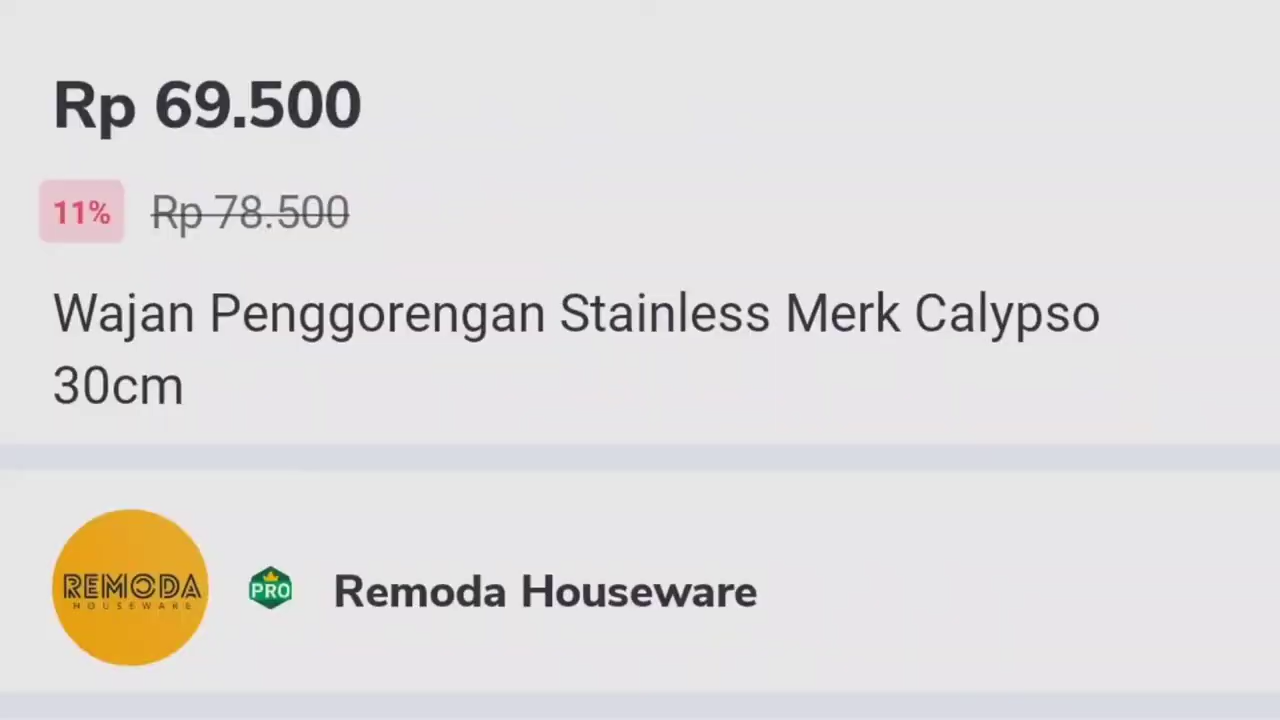 Rp 69.500
11% Rp 78.500
Wajan Penggorengan Stainless Merk Calypso
30cm
REMODA
HOUSEWARE
PRO Remoda Houseware